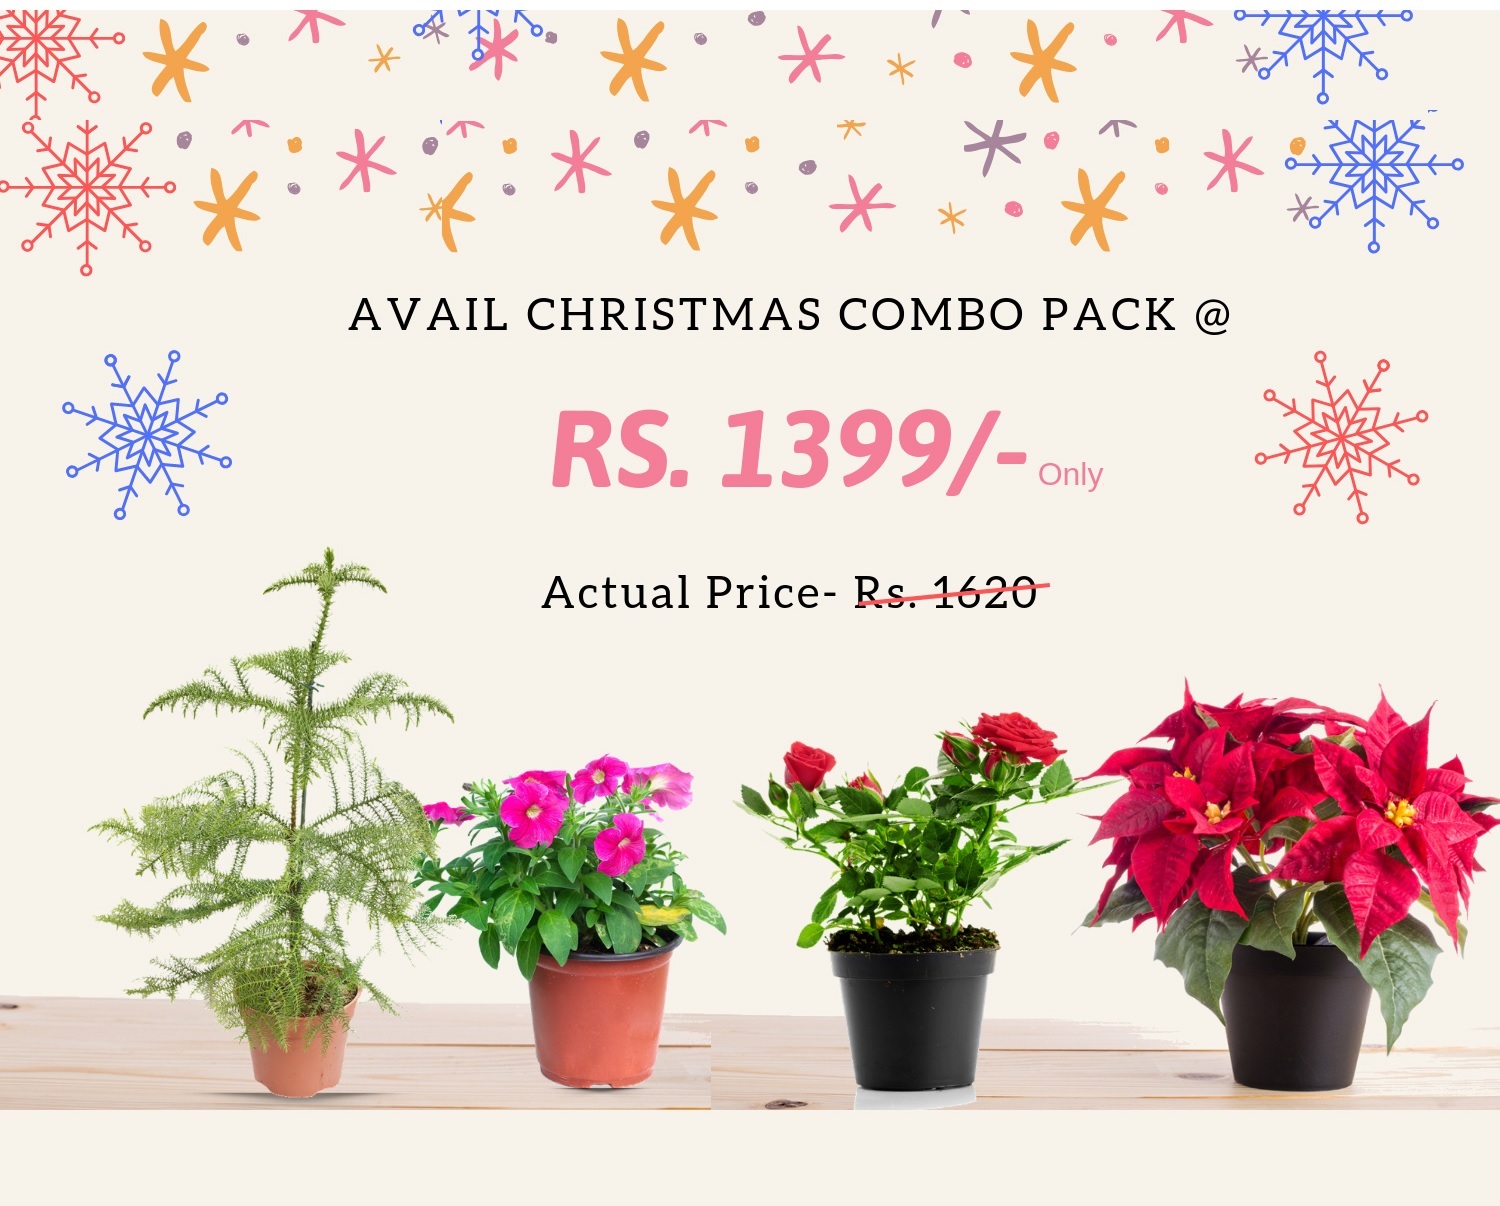 AVAIL CHRISTMAS COMBO PACK @
RS. 1399/- Only
Actual Price- Rs. 1620